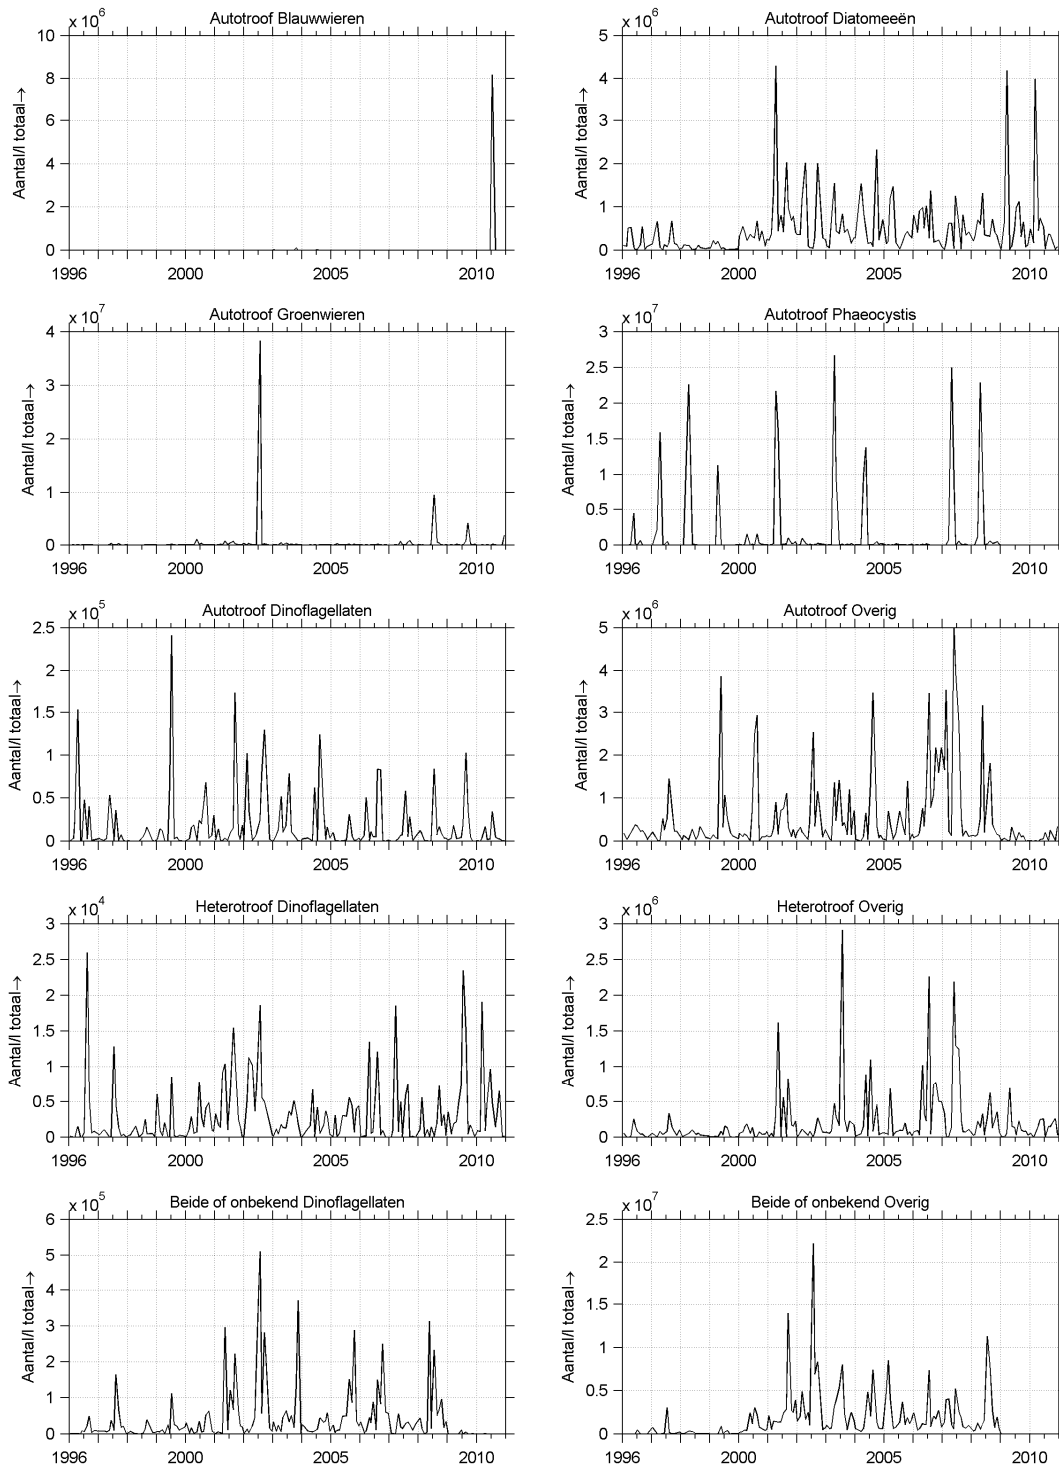 Autotroof Blauwwieren
x 10^6
10
8
6
4
2
0
Aantal/l totaal→
1996 2000 2005 2010
Autotroof Diatomeeën
x 10^6
5
4
3
2
1
0
Aantal/l totaal→
1996 2000 2005 2010
Autotroof Groenwieren
x 10^7
4
3
2
1
0
Aantal/l totaal→
1996 2000 2005 2010
Autotroof Phaeocystis
x 10^7
3
2.5
2
1.5
1
0.5
0
Aantal/l totaal→
1996 2000 2005 2010
Autotroof Dinoflagellaten
x 10^5
2.5
2
1.5
1
0.5
0
Aantal/l totaal→
1996 2000 2005 2010
Autotroof Overig
x 10^6
5
4
3
2
1
0
Aantal/l totaal→
1996 2000 2005 2010
Heterotroof Dinoflagellaten
x 10^4
3
2.5
2
1.5
1
0.5
0
Aantal/l totaal→
1996 2000 2005 2010
Heterotroof Overig
x 10^6
3
2.5
2
1.5
1
0.5
0
Aantal/l totaal→
1996 2000 2005 2010
Beide of onbekend Dinoflagellaten
x 10^5
6
5
4
3
2
1
0
Aantal/l totaal→
1996 2000 2005 2010
Beide of onbekend Overig
x 10^7
2.5
2
1.5
1
0.5
0
Aantal/l totaal→
1996 2000 2005 2010